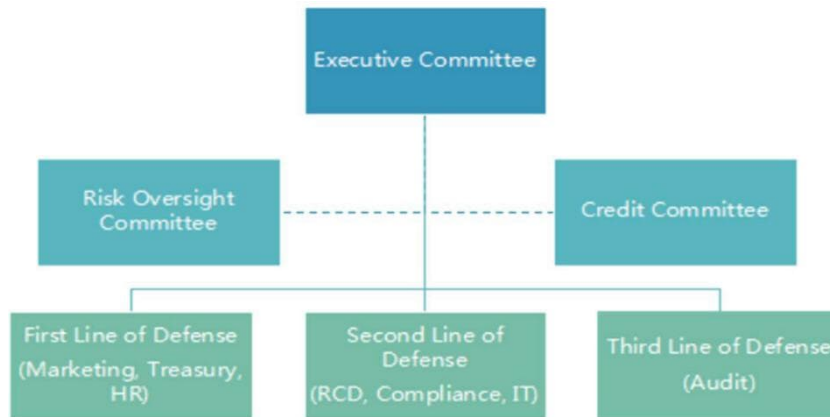 Executive Committee
Risk Oversight
Committee
Credit Committee
First Line of Defense
(Marketing, Treasury,
HR)
Second Line of
Defense
(RCD, Compliance, IT)
Third Line of Defense
(Audit)